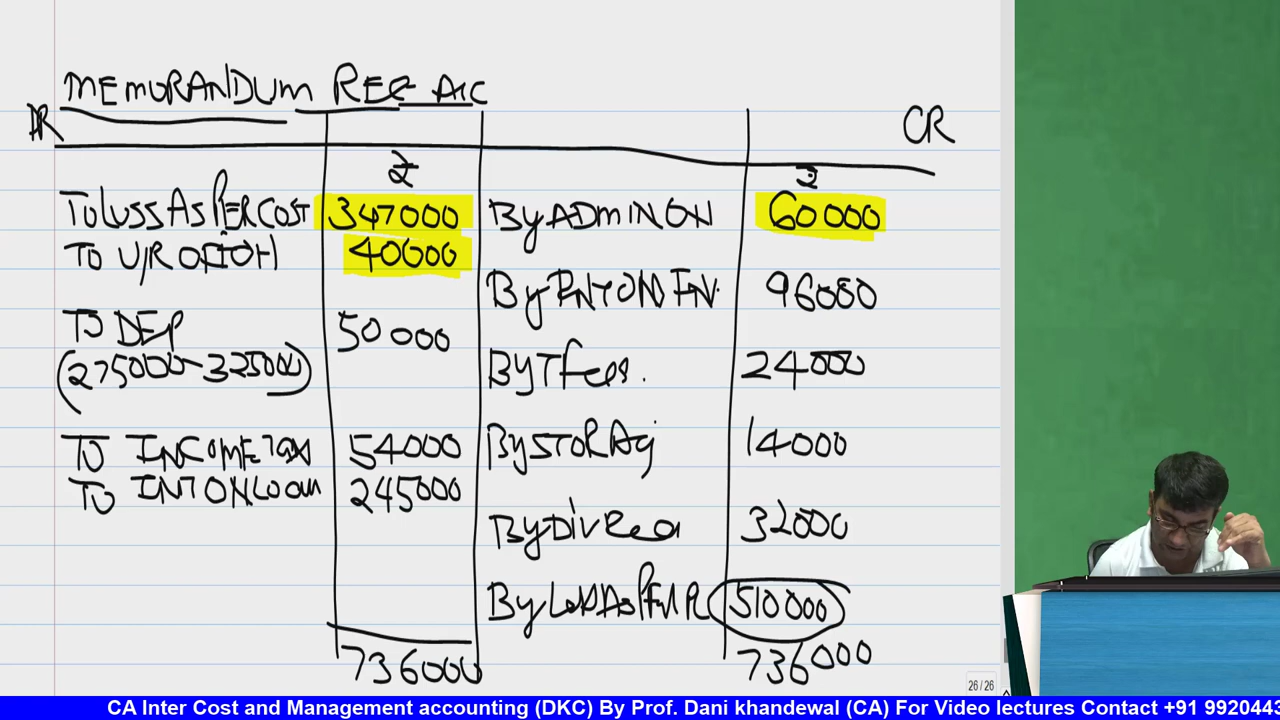 MEMORANDUM REC A/C
DR CR
₹ ₹
To Loss As PER COST 347000 By ADMIN ON 60000
To U/R OF FOH 40000
By INT ON INV. 96000
TO DEP 50000
(275000-325000) By T fees. 24000
TO INCOME Tax 54000 By STOR Adj 14000
To INT ON Loan 245000
By Div Rea 32000
By Loss As Per FIN R 510000
736000 736000
26 / 26
CA Inter Cost and Management accounting (DKC) By Prof. Dani khandewal (CA) For Video lectures Contact +91 9920443